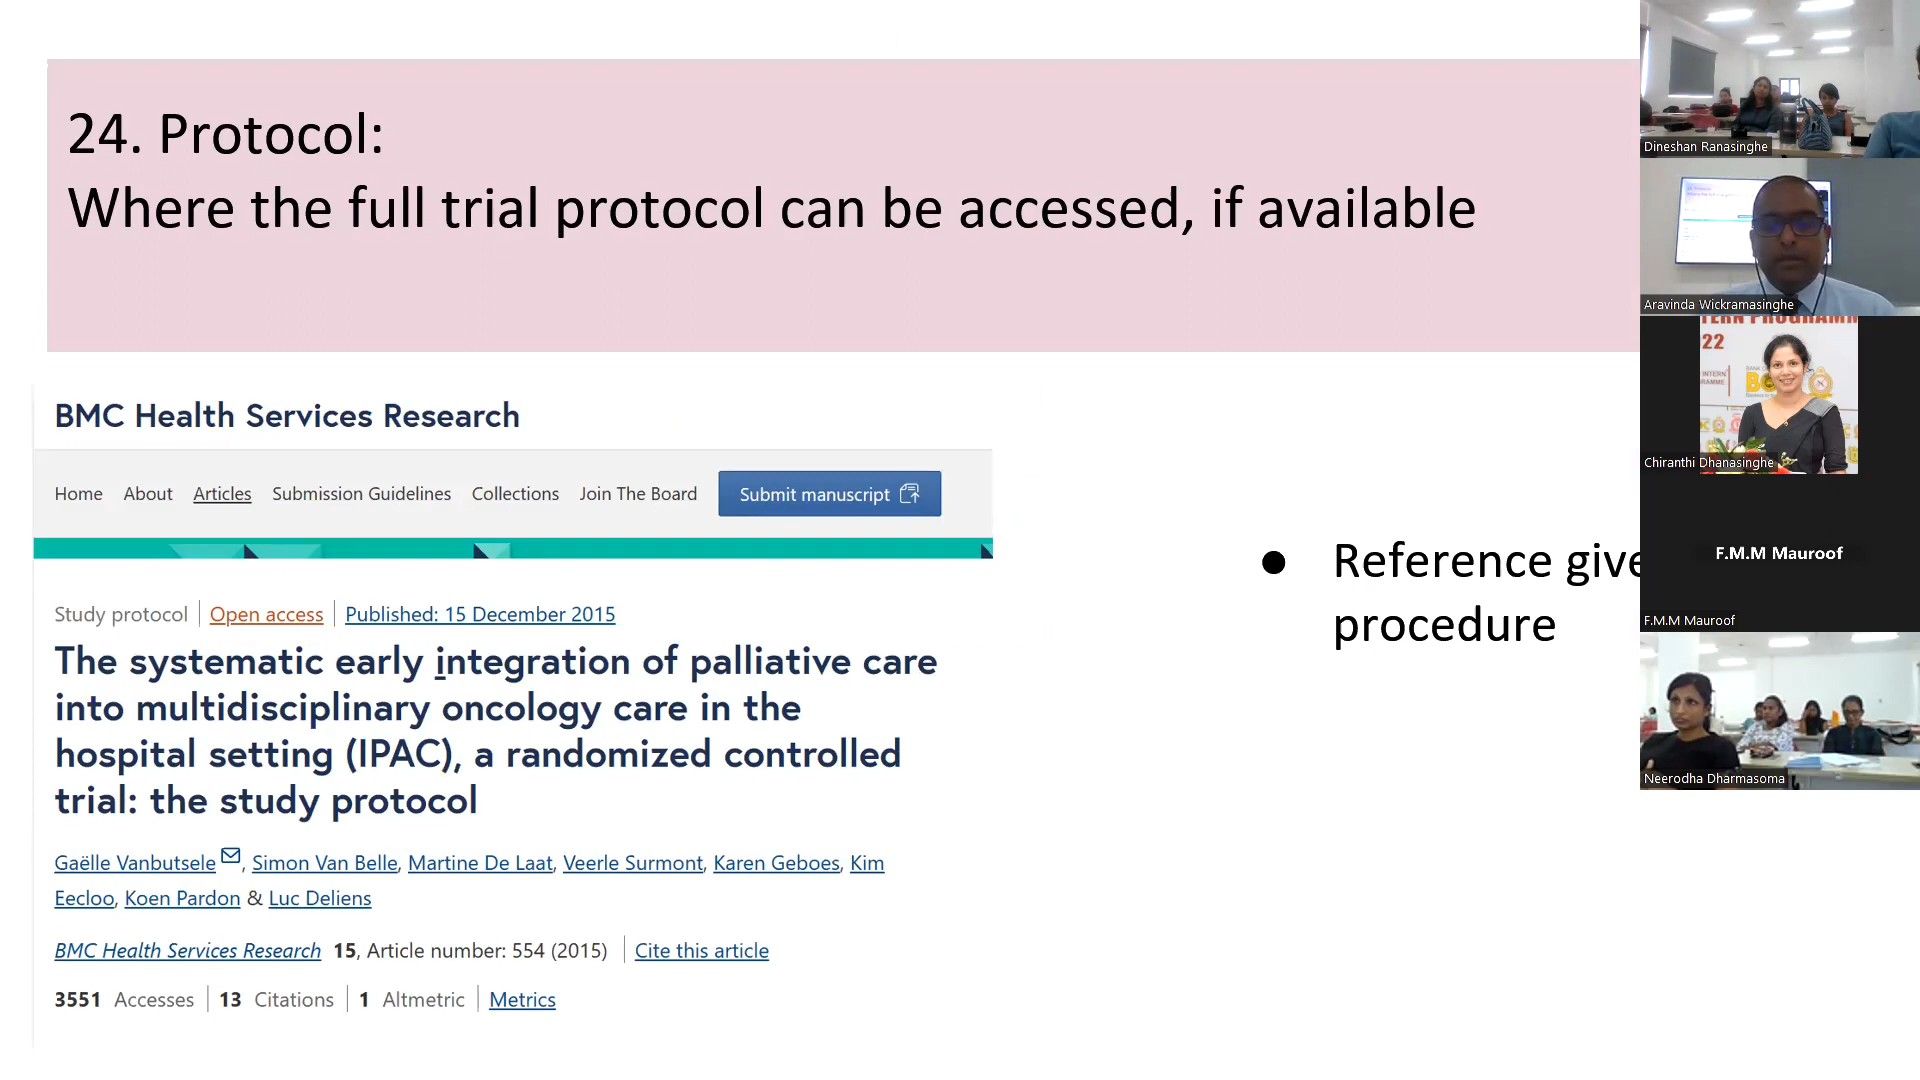 24. Protocol:
Where the full trial protocol can be accessed, if available
BMC Health Services Research
Home About Articles Submission Guidelines Collections Join The Board Submit manuscript
Study protocol Open access Published: 15 December 2015
The systematic early integration of palliative care
into multidisciplinary oncology care in the
hospital setting (IPAC), a randomized controlled
trial: the study protocol
Gaëlle Vanbutsele, Simon Van Belle, Martine De Laat, Veerle Surmont, Karen Geboes, Kim
Eecloo, Koen Pardon & Luc Deliens
BMC Health Services Research 15, Article number: 554 (2015) Cite this article
3551 Accesses 13 Citations 1 Altmetric Metrics
● Reference give
procedure
Dineshan Ranasinghe
Aravinda Wickramasinghe
22
INTERN
Chiranthi Dhanasinghe
F.M.M Mauroof
F.M.M Mauroof
Neerodha Dharmasoma